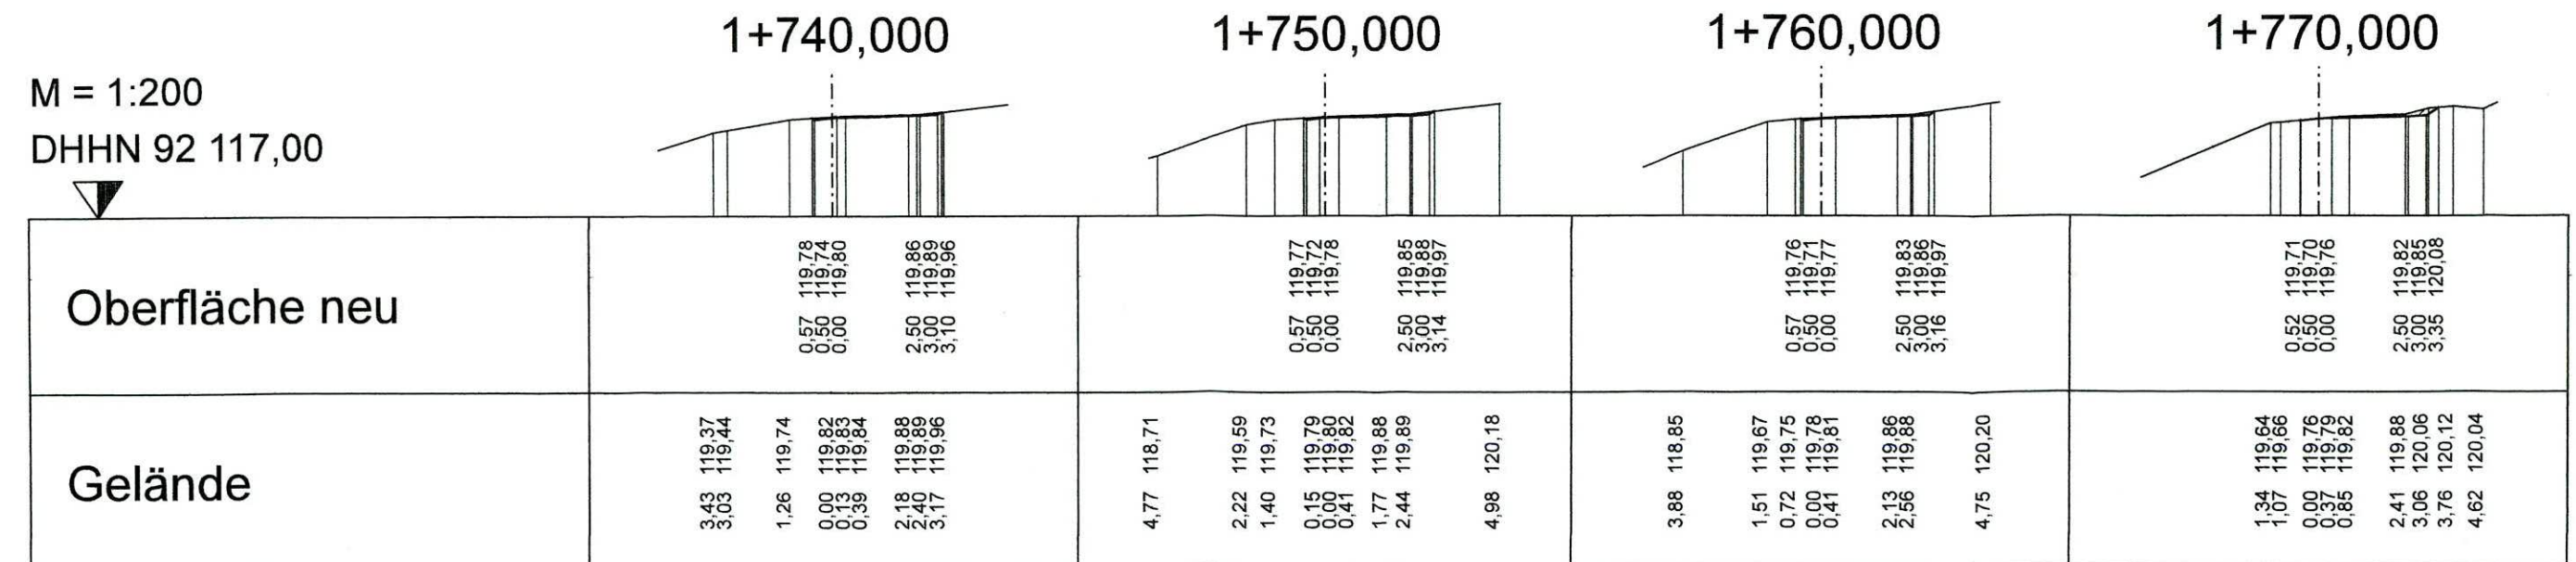 1+740,000 1+750,000 1+760,000 1+770,000
M = 1:200
DHHN 92 117,00
Oberfläche neu
119,78 119,74 119,80 119,86 119,89 119,96
0,57 0,50 0,00 2,50 3,00 3,10
119,77 119,72 119,78 119,85 119,88 119,97
0,57 0,50 0,00 2,50 3,00 3,14
119,76 119,71 119,77 119,83 119,86 119,97
0,57 0,50 0,00 2,50 3,00 3,16
119,71 119,70 119,76 119,82 119,85 120,08
0,52 0,50 0,00 2,50 3,00 3,35
Gelände
119,37 119,44 119,74 119,82 119,83 119,84 119,88 119,89 119,96
3,43 3,03 1,26 0,00 0,13 0,39 2,18 2,40 3,17
118,71 119,59 119,73 119,79 119,80 119,82 119,88 119,89 120,18
4,77 2,22 1,40 0,15 0,00 0,41 1,77 2,44 4,98
118,85 119,67 119,75 119,78 119,81 119,86 119,88 120,20
3,88 1,51 0,72 0,00 0,41 2,13 2,56 4,75
119,64 119,66 119,76 119,79 119,82 119,88 120,06 120,12 120,04
1,34 1,07 0,00 0,37 0,85 2,41 3,06 3,76 4,62